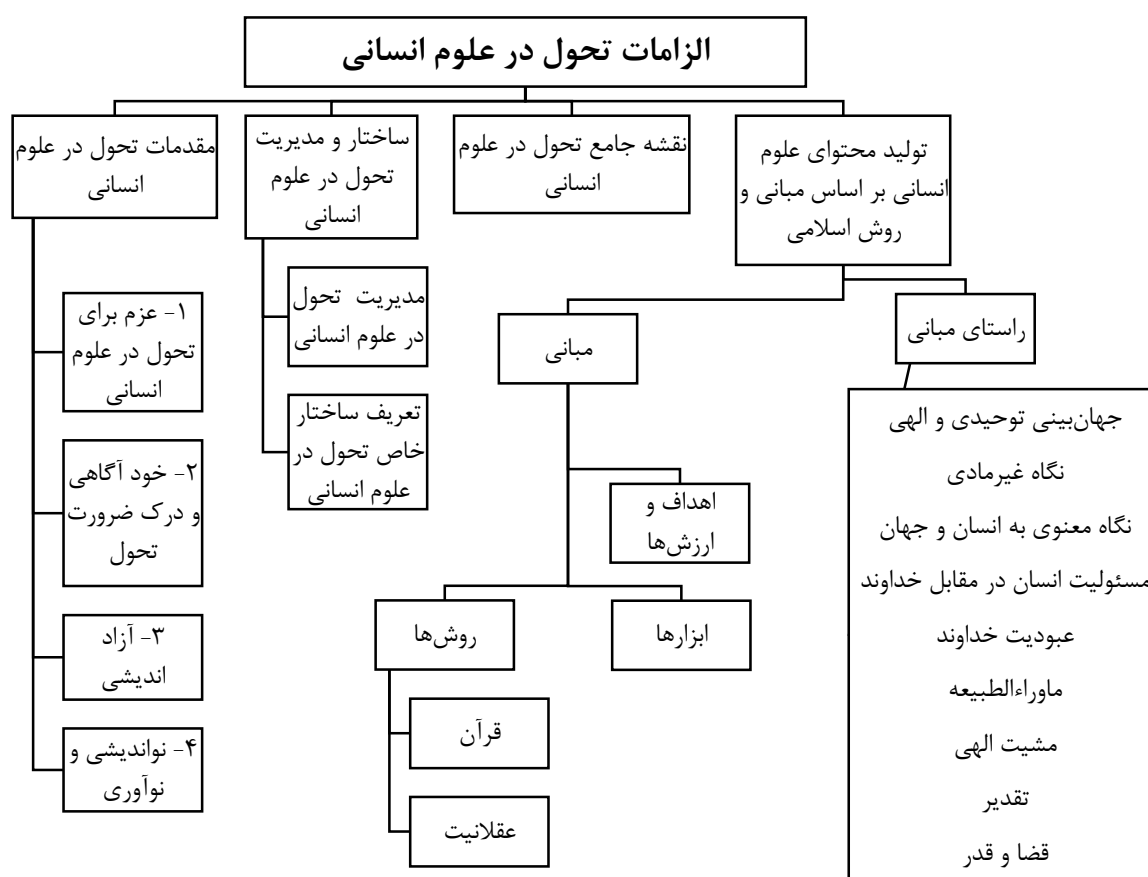 الزامات تحول در علوم انسانی
تولید محتوای علوم
انسانی بر اساس مبانی و
روش اسلامی
نقشه جامع تحول در علوم
انسانی
ساختار و مدیریت
تحول در علوم
انسانی
مقدمات تحول در علوم
انسانی
راستای مبانی
جهان‌بینی توحیدی و الهی
نگاه غیرمادی
نگاه معنوی به انسان و جهان
مسئولیت انسان در مقابل خداوند
عبودیت خداوند
ماوراءالطبیعه
مشیت الهی
تقدیر
قضا و قدر
مبانی
اهداف و
ارزش‌ها
ابزارها
روش‌ها
قرآن
عقلانیت
مدیریت تحول
در علوم انسانی
تعریف ساختار
خاص تحول در
علوم انسانی
۱- عزم برای
تحول در علوم
انسانی
۲- خود آگاهی
و درک ضرورت
تحول
۳- آزاد
اندیشی
۴- نواندیشی و
نوآوری